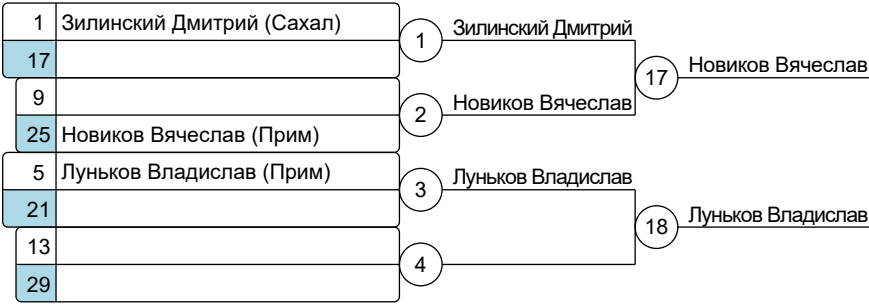 1 Зилинский Дмитрий (Сахал)
17
1
Зилинский Дмитрий
17
Новиков Вячеслав
9
25 Новиков Вячеслав (Прим)
2
Новиков Вячеслав
5 Луньков Владислав (Прим)
21
3
Луньков Владислав
18
Луньков Владислав
13
29
4